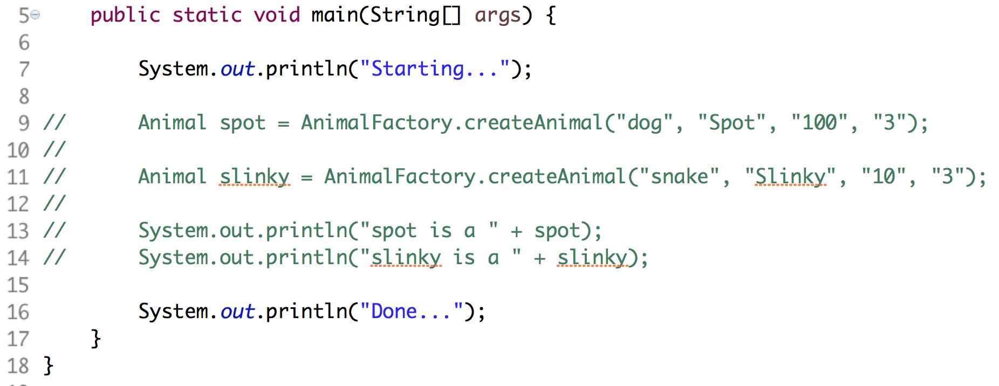 5 public static void main(String[] args) {
6
7 System.out.println("Starting...");
8
9 // Animal spot = AnimalFactory.createAnimal("dog", "Spot", "100", "3");
10 //
11 // Animal slinky = AnimalFactory.createAnimal("snake", "Slinky", "10", "3");
12 //
13 // System.out.println("spot is a " + spot);
14 // System.out.println("slinky is a " + slinky);
15
16 System.out.println("Done...");
17 }
18 }